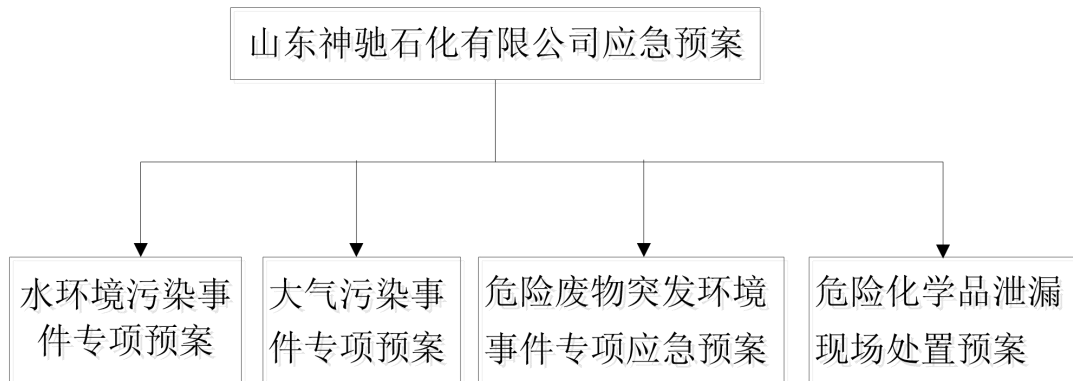 山东神驰石化有限公司应急预案
水环境污染事
件专项预案
大气污染事
件专项预案
危险废物突发环境
事件专项应急预案
危险化学品泄漏
现场处置预案